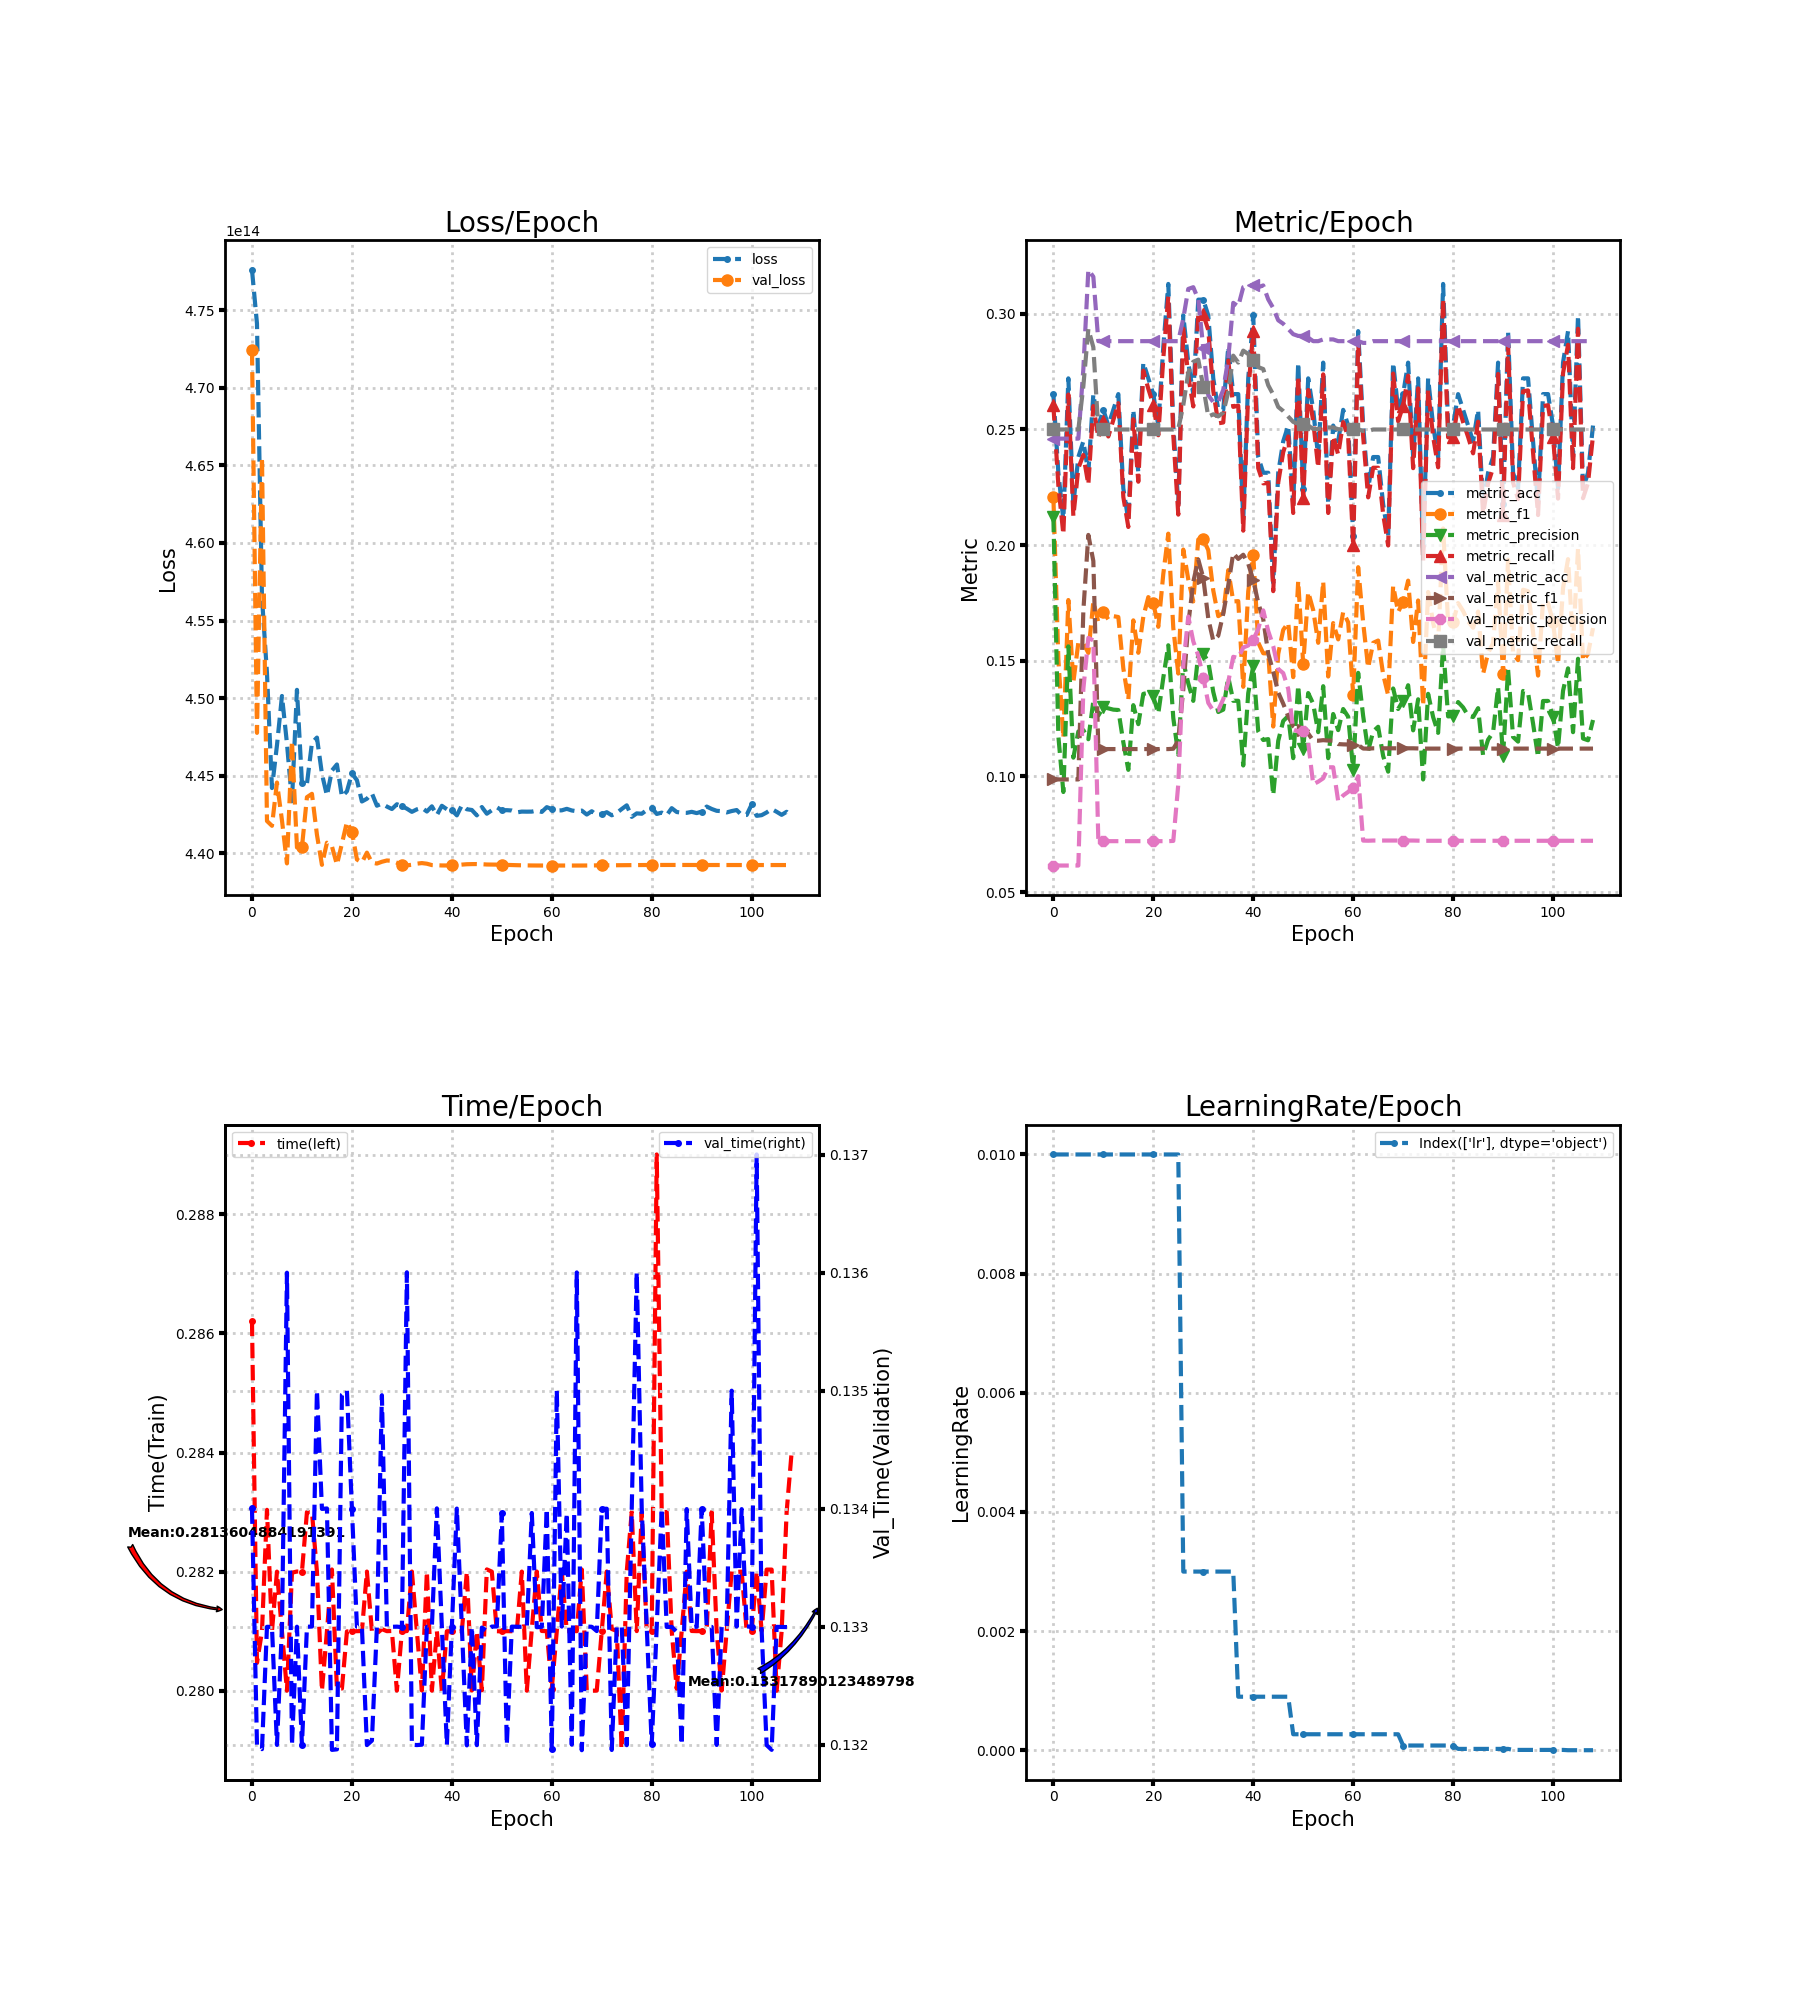 Loss/Epoch
1e14
loss
val_loss
4.75
4.70
4.65
4.60
4.55
4.50
4.45
4.40
Loss
0 20 40 60 80 100
Epoch
Metric/Epoch
0.30
0.25
0.20
0.15
0.10
0.05
Metric
metric_acc
metric_f1
metric_precision
metric_recall
val_metric_acc
val_metric_f1
val_metric_precision
val_metric_recall
0 20 40 60 80 100
Epoch
Time/Epoch
time(left)
val_time(right)
0.288
0.286
0.284
0.282
0.280
Time(Train)
Mean:0.2813604884191391
0.137
0.136
0.135
0.134
0.133
0.132
Val_Time(Validation)
Mean:0.13317890123489798
0 20 40 60 80 100
Epoch
LearningRate/Epoch
Index(['lr'], dtype='object')
0.010
0.008
0.006
0.004
0.002
0.000
LearningRate
0 20 40 60 80 100
Epoch